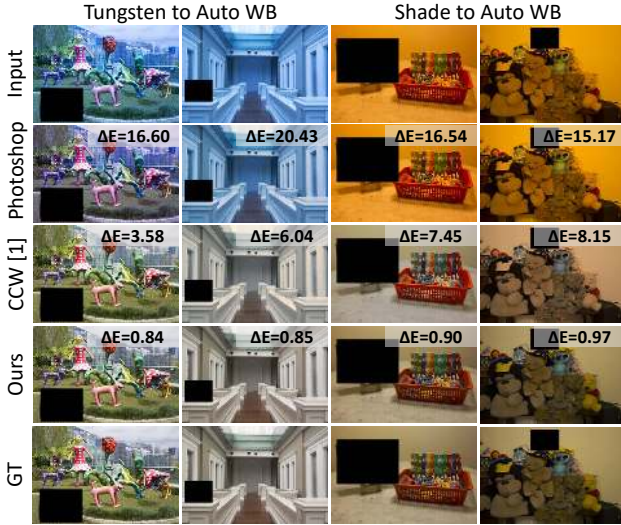 Tungsten to Auto WB
Shade to Auto WB
Input
Photoshop
ΔE=16.60
ΔE=20.43
ΔE=16.54
ΔE=15.17
CCW [1]
ΔE=3.58
ΔE=6.04
ΔE=7.45
ΔE=8.15
Ours
ΔE=0.84
ΔE=0.85
ΔE=0.90
ΔE=0.97
GT